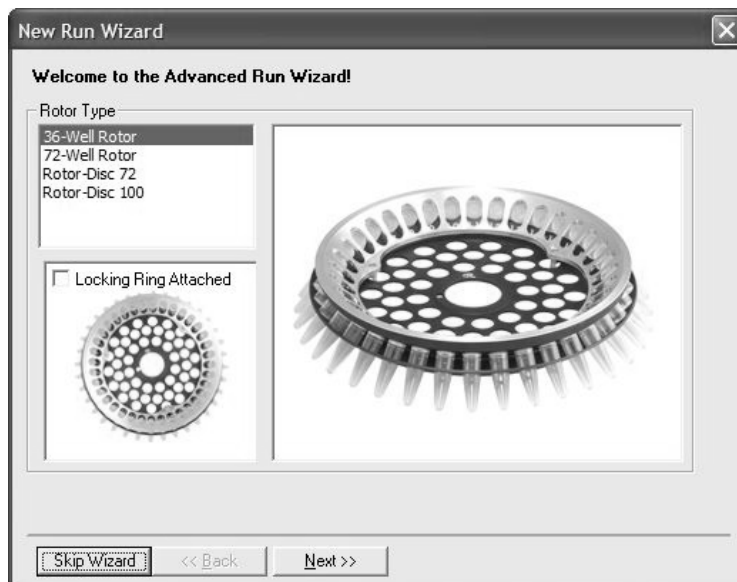 New Run Wizard
Welcome to the Advanced Run Wizard!
Rotor Type
36-Well Rotor
72-Well Rotor
Rotor-Disc 72
Rotor-Disc 100
Locking Ring Attached
Skip Wizard
<< Back
Next >>